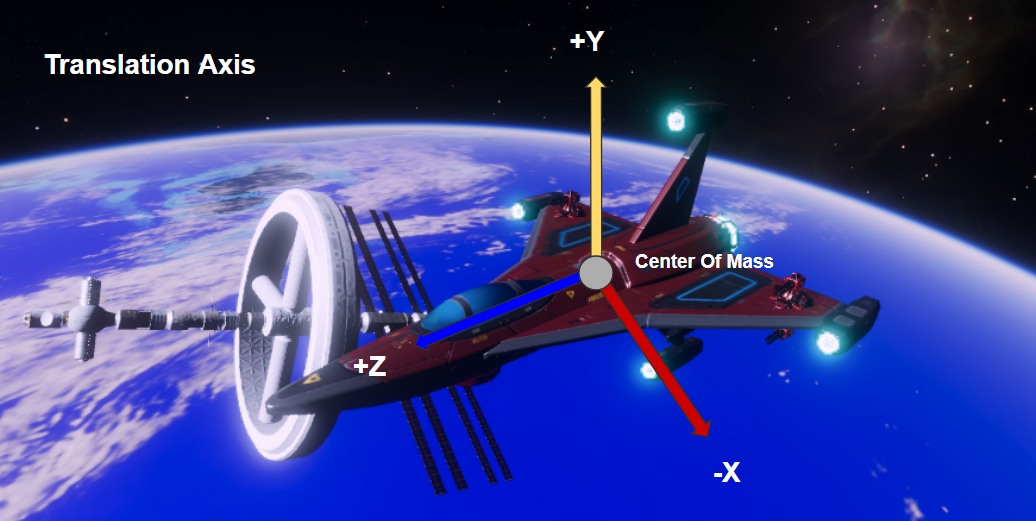 +Y
Translation Axis
Center Of Mass
+Z
-X